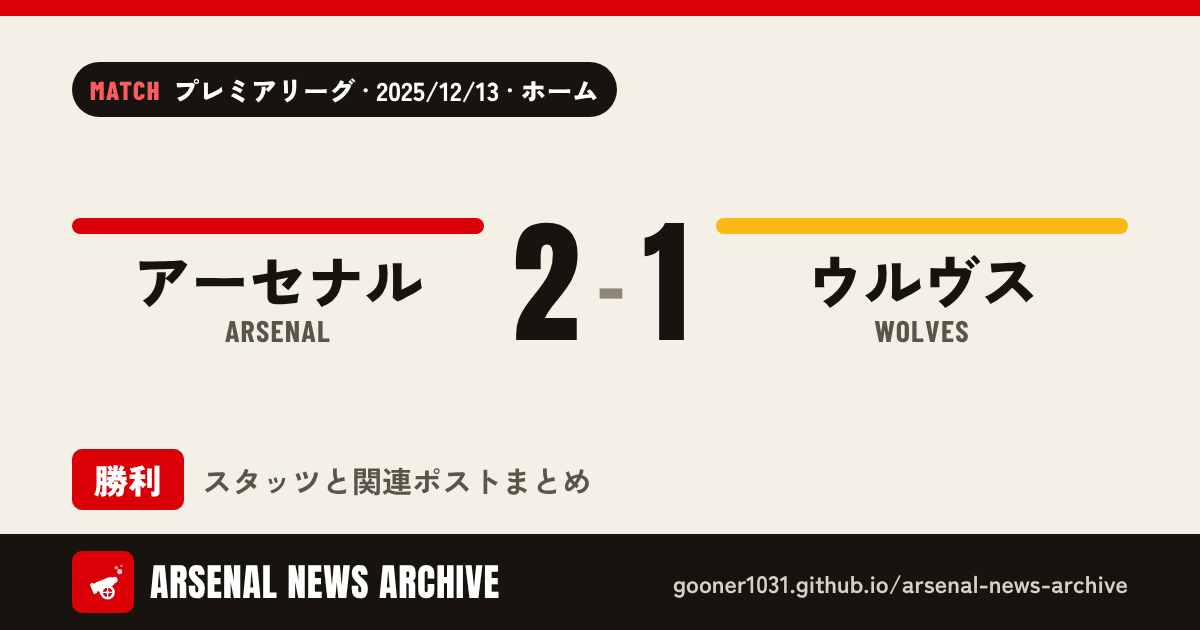 MATCH プレミアリーグ · 2025/12/13 · ホーム
アーセナル 2 - 1 ウルヴス
ARSENAL WOLVES
勝利 スタッツと関連ポストまとめ
ARSENAL NEWS ARCHIVE gooner1031.github.io/arsenal-news-archive